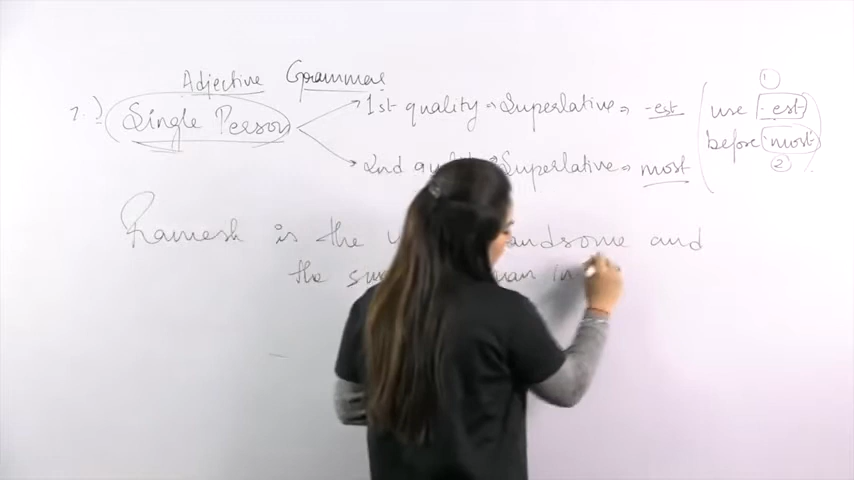 Adjective Grammar
7.) Single Person
1st quality → Superlative → -est
2nd Superlative → most
(use -est ①
before most) ②
Ramesh is the and
the in